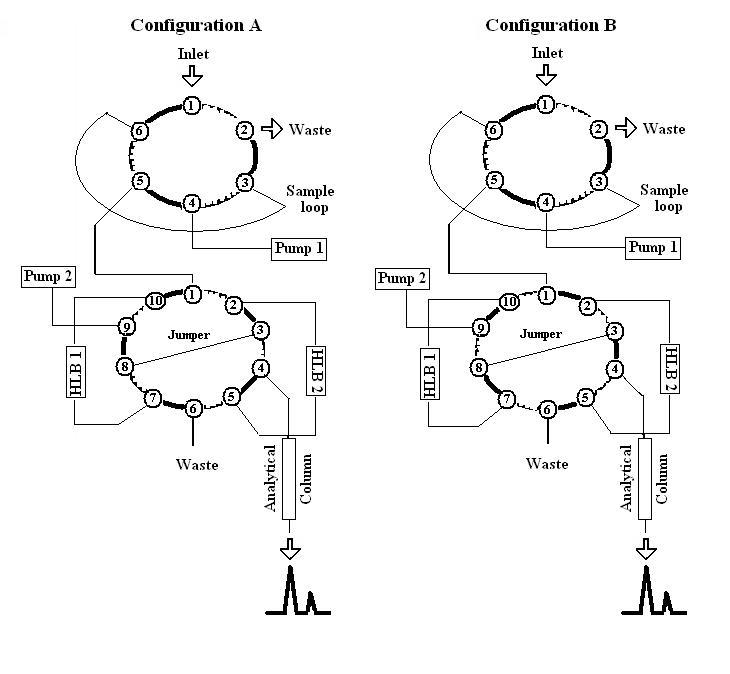 Configuration A
Inlet
1
6
2
Waste
5
3
4
Sample
loop
Pump 1
Pump 2
10
1
2
9
3
Jumper
8
4
HLB 1
HLB 2
7
5
6
Waste
Analytical
Column
Configuration B
Inlet
1
6
2
Waste
5
3
4
Sample
loop
Pump 1
Pump 2
10
1
2
9
3
Jumper
8
4
HLB 1
HLB 2
7
5
6
Waste
Analytical
Column